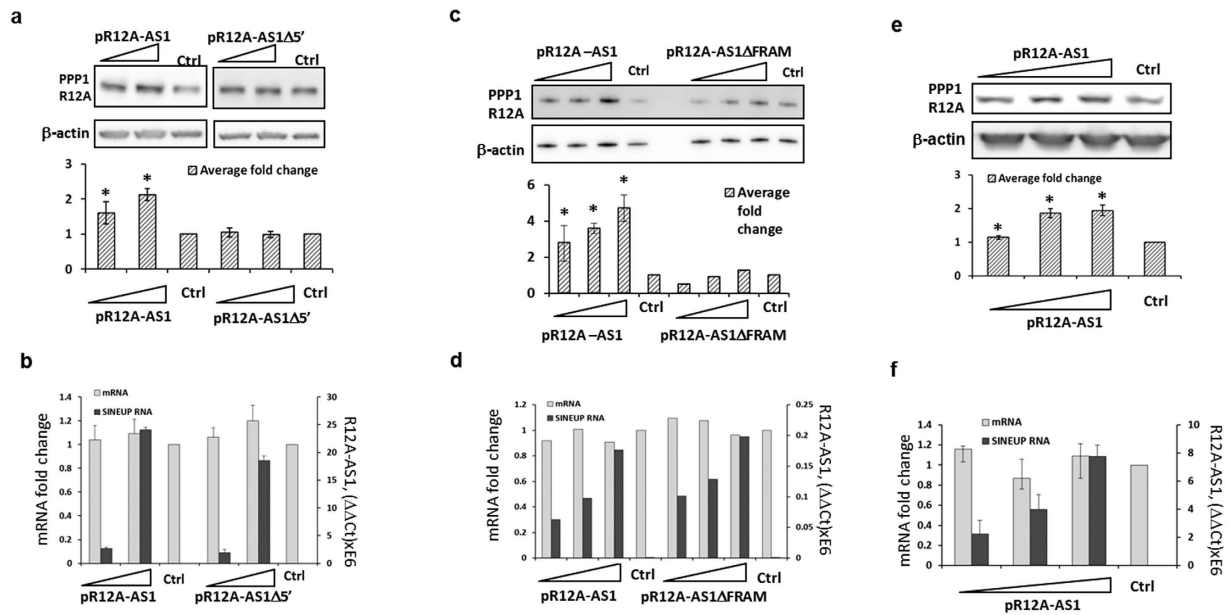 a
pR12A-AS1 pR12A-AS1Δ5′
Ctrl Ctrl
PPP1
R12A
β-actin
Average fold change
3
2
1
0
* *
Ctrl Ctrl
pR12A-AS1 pR12A-AS1Δ5′
b
mRNA
SINEUP RNA
mRNA fold change
1.4
1.2
1
0.8
0.6
0.4
0.2
0
30
25
20
15
10
5
0
R12A-AS1, (ΔΔCt)xE6
Ctrl Ctrl
pR12A-AS1 pR12A-AS1Δ5′
c
pR12A–AS1 pR12A-AS1ΔFRAM
Ctrl Ctrl
PPP1
R12A
β-actin
Average
fold
change
6
4
2
0
* * *
Ctrl Ctrl
pR12A–AS1 pR12A-AS1ΔFRAM
d
mRNA
SINEUP RNA
mRNA fold change
1.4
1.2
1
0.8
0.6
0.4
0.2
0
0.25
0.2
0.15
0.1
0.05
0
R12A-AS1, (ΔΔCt)xE6
Ctrl Ctrl
pR12A-AS1 pR12A-AS1ΔFRAM
e
pR12A-AS1
Ctrl
PPP1
R12A
β-actin
Average fold change
3
2
1
0
* * *
Ctrl
pR12A-AS1
f
mRNA
SINEUP RNA
mRNA fold change
1.4
1.2
1
0.8
0.6
0.4
0.2
0
10
8
6
4
2
0
R12A-AS1, (ΔΔCt)xE6
Ctrl
pR12A-AS1